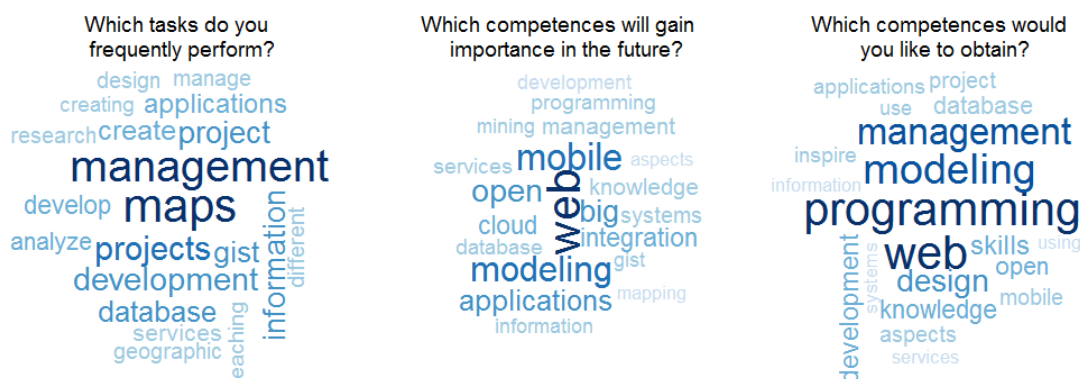 Which tasks do you
frequently perform?
design manage
creating applications
research create project
management
develop maps
analyze projects gist
development
information
different
database
services
eaching
geographic
Which competences will gain
importance in the future?
development
programming
mining management
services mobile aspects
open web knowledge
cloud big systems
database integration
modeling gist
applications mapping
information
Which competences would
you like to obtain?
applications project
use database
management
inspire modeling
information
programming
web skills using
development
systems
design open
knowledge mobile
aspects
services